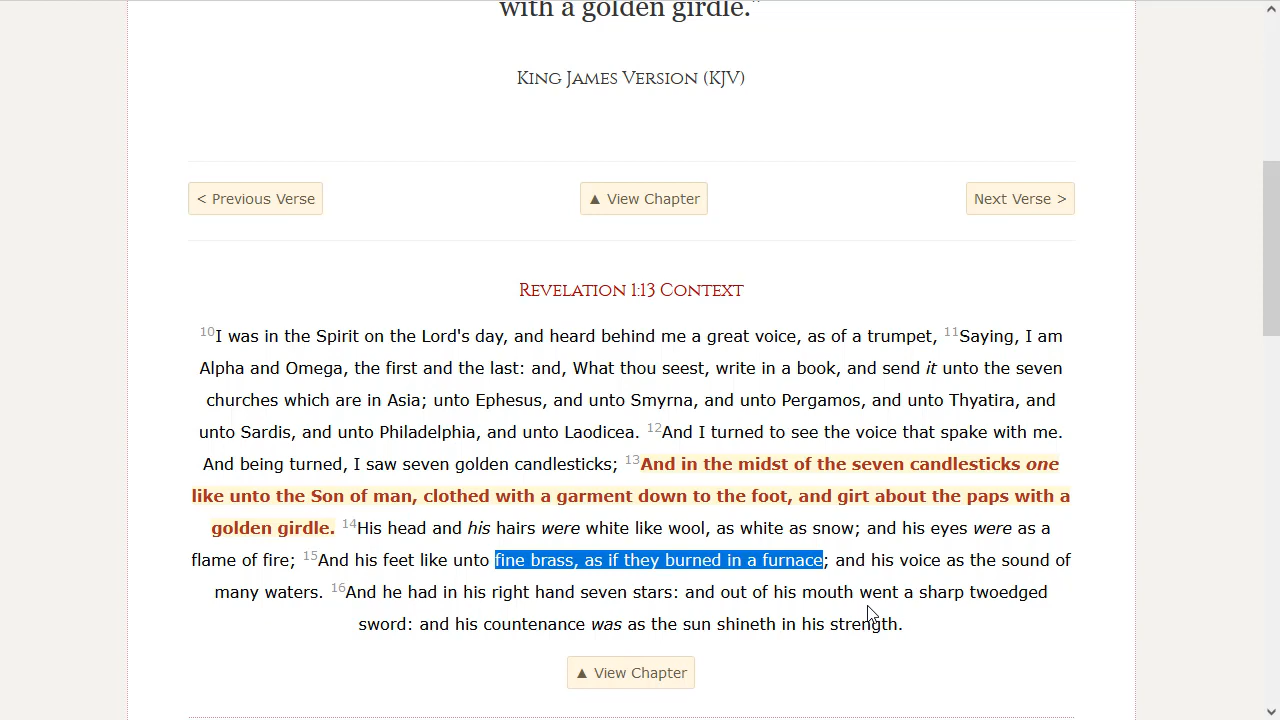 with a golden girdle."
King James Version (KJV)
< Previous Verse
▲ View Chapter
Next Verse >
Revelation 1:13 Context
10I was in the Spirit on the Lord's day, and heard behind me a great voice, as of a trumpet, 11Saying, I am
Alpha and Omega, the first and the last: and, What thou seest, write in a book, and send it unto the seven
churches which are in Asia; unto Ephesus, and unto Smyrna, and unto Pergamos, and unto Thyatira, and
unto Sardis, and unto Philadelphia, and unto Laodicea. 12And I turned to see the voice that spake with me.
And being turned, I saw seven golden candlesticks; 13And in the midst of the seven candlesticks one
like unto the Son of man, clothed with a garment down to the foot, and girt about the paps with a
golden girdle. 14His head and his hairs were white like wool, as white as snow; and his eyes were as a
flame of fire; 15And his feet like unto fine brass, as if they burned in a furnace; and his voice as the sound of
many waters. 16And he had in his right hand seven stars: and out of his mouth went a sharp twoedged
sword: and his countenance was as the sun shineth in his strength.
▲ View Chapter